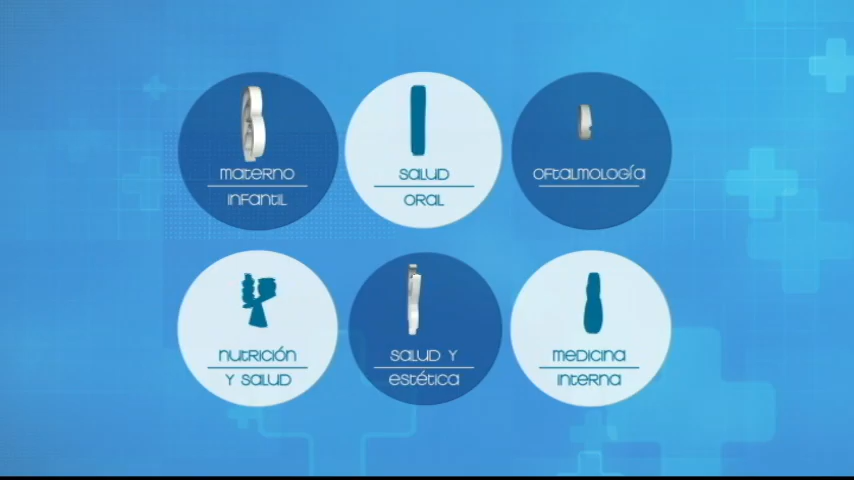 MATERNO
INFANTIL
SALUD
ORAL
OFTALMOLOGÍA
NUTRICIÓN
Y SALUD
SALUD Y
ESTÉTICA
MEDICINA
INTERNA